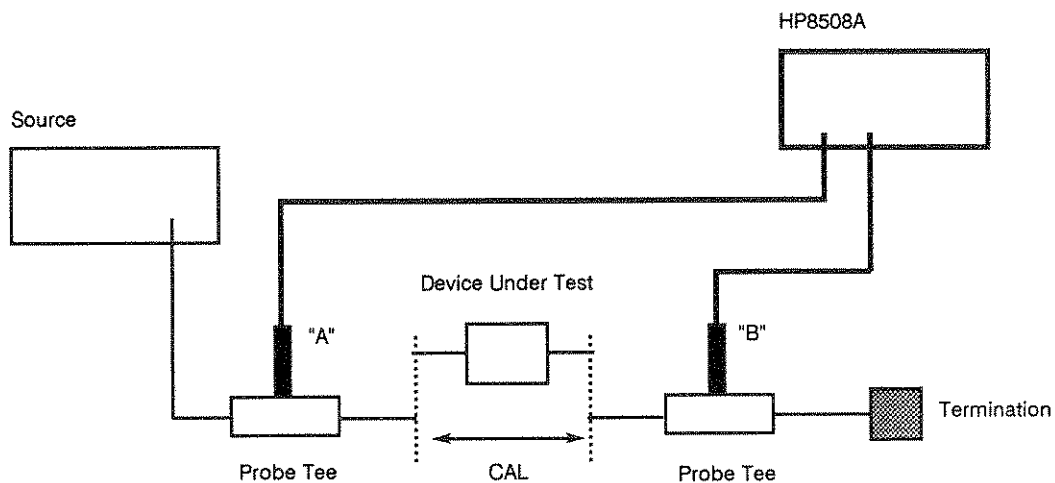 HP8508A
Source
Device Under Test
"A"
"B"
Termination
Probe Tee
CAL
Probe Tee